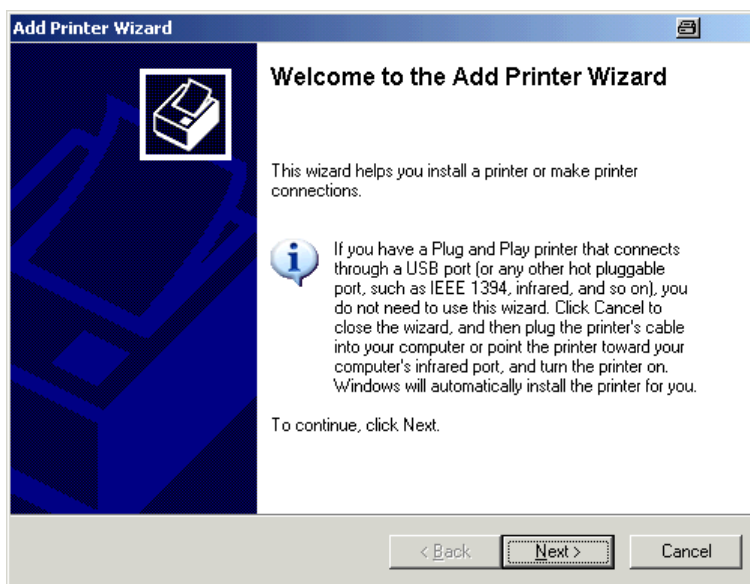 Add Printer Wizard
Welcome to the Add Printer Wizard
This wizard helps you install a printer or make printer
connections.
If you have a Plug and Play printer that connects
through a USB port (or any other hot pluggable
port, such as IEEE 1394, infrared, and so on), you
do not need to use this wizard. Click Cancel to
close the wizard, and then plug the printer's cable
into your computer or point the printer toward your
computer's infrared port, and turn the printer on.
Windows will automatically install the printer for you.
To continue, click Next.
< Back
Next >
Cancel